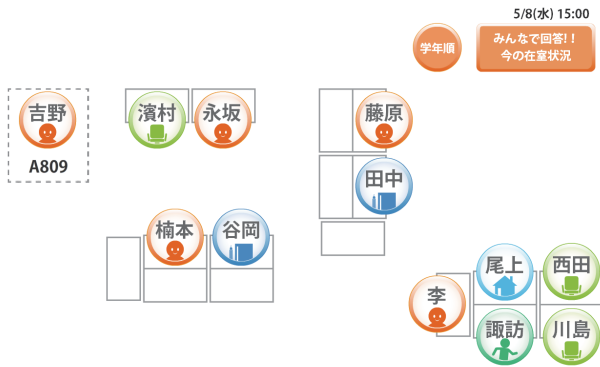 5/8(水) 15:00
学年順
みんなで回答!!
今の在室状況
吉野
A809
濱村
永坂
藤原
田中
楠本
谷岡
李
尾上
西田
諏訪
川島